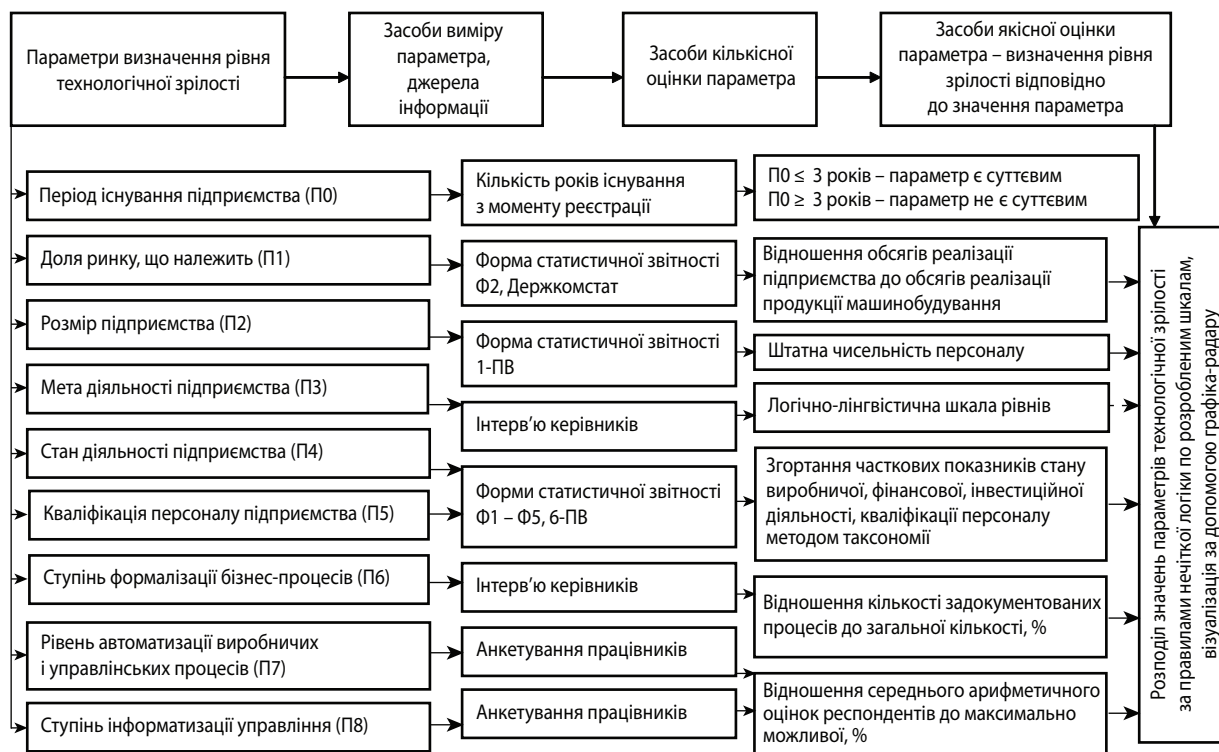 Параметри визначення рівня
технологічної зрілості
Засоби виміру
параметра,
джерела
інформації
Засоби кількісної
оцінки параметра
Засоби якісної оцінки
параметра – визначення рівня
зрілості відповідно
до значення параметра
Період існування підприємства (П0)
Кількість років існування
з моменту реєстрації
П0 ≤ 3 років – параметр є суттєвим
П0 ≥ 3 років – параметр не є суттєвим
Доля ринку, що належить (П1)
Форма статистичної звітності
Ф2, Держкомстат
Відношення обсягів реалізації
підприємства до обсягів реалізації
продукції машинобудування
Розмір підприємства (П2)
Форма статистичної звітності
1-ПВ
Штатна чисельність персоналу
Мета діяльності підприємства (П3)
Інтерв’ю керівників
Логічно-лінгвістична шкала рівнів
Стан діяльності підприємства (П4)
Кваліфікація персоналу підприємства (П5)
Форми статистичної звітності
Ф1 – Ф5, 6-ПВ
Згортання часткових показників стану
виробничої, фінансової, інвестиційної
діяльності, кваліфікації персоналу
методом таксономії
Ступінь формалізації бізнес-процесів (П6)
Інтерв’ю керівників
Відношення кількості задокументованих
процесів до загальної кількості, %
Рівень автоматизації виробничих
і управлінських процесів (П7)
Анкетування працівників
Ступінь інформатизації управління (П8)
Анкетування працівників
Відношення середнього арифметичного
оцінок респондентів до максимально
можливої, %
Розподіл значень параметрів технологічної зрілості
за правилами нечіткої логіки по розробленим шкалам,
візуалізація за допомогою графіка-радару